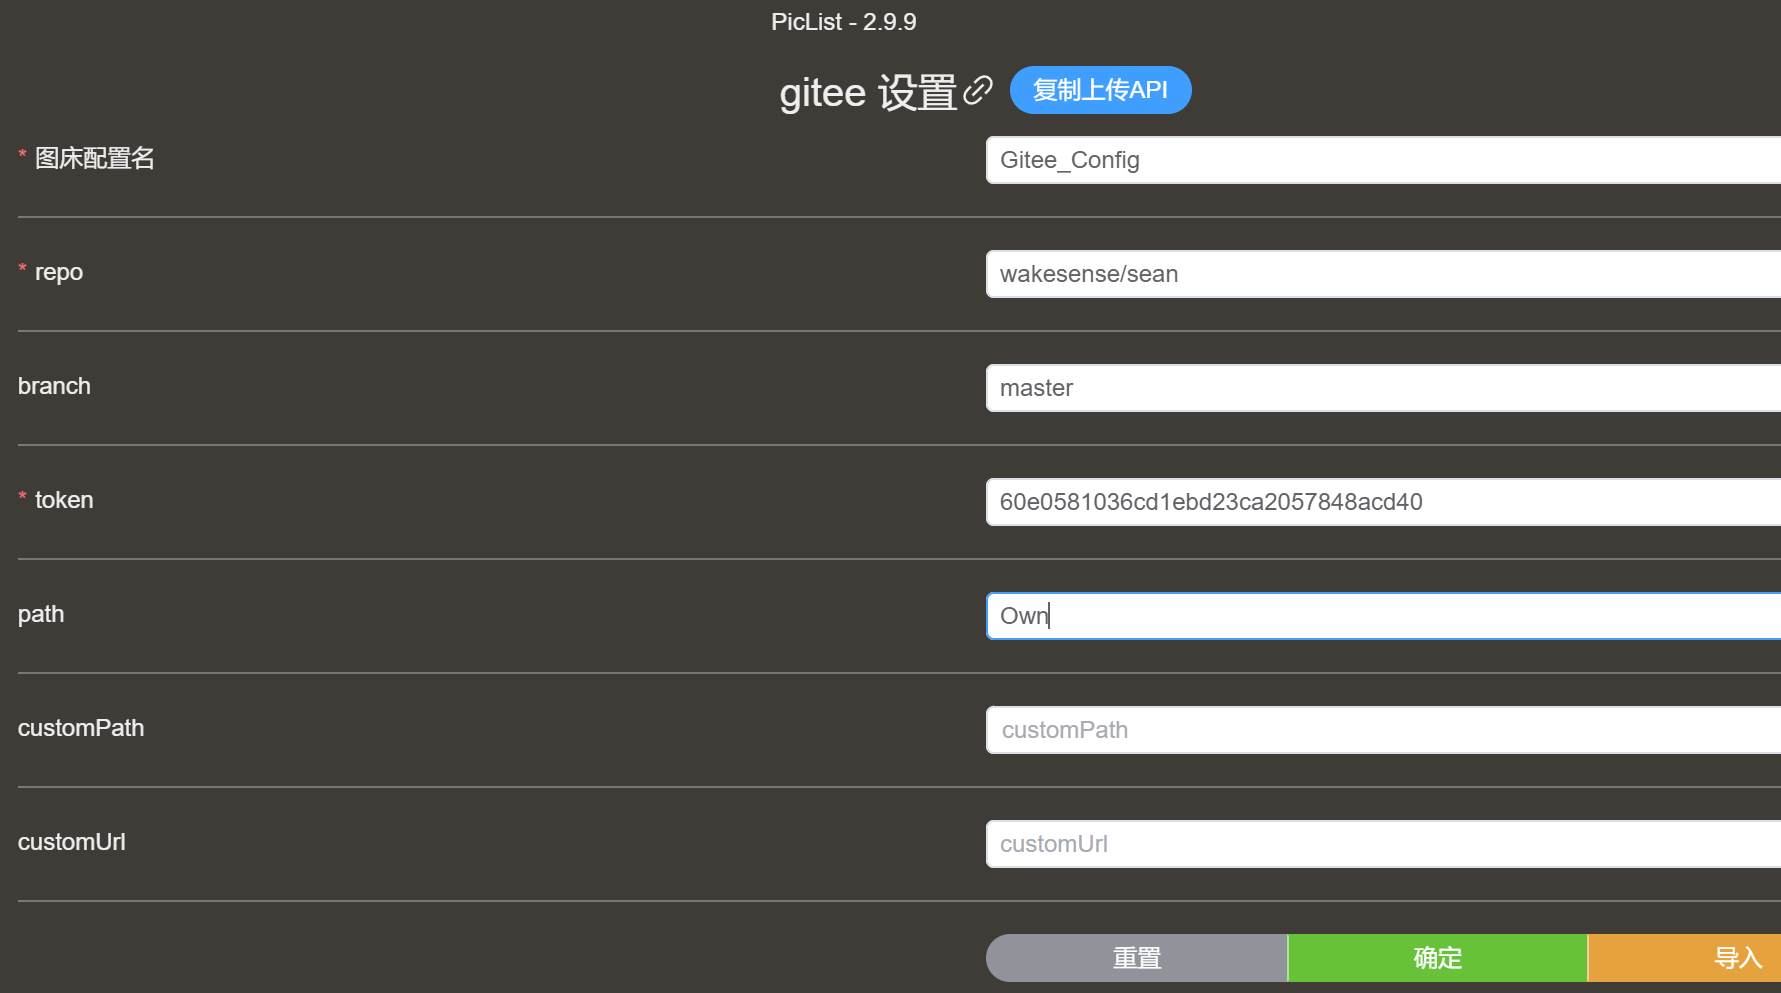 PicList - 2.9.9
gitee 设置 复制上传API
* 图床配置名 Gitee_Config
* repo wakesense/sean
branch master
* token 60e0581036cd1ebd23ca2057848acd40
path Own
customPath customPath
customUrl customUrl
重置 确定 导入